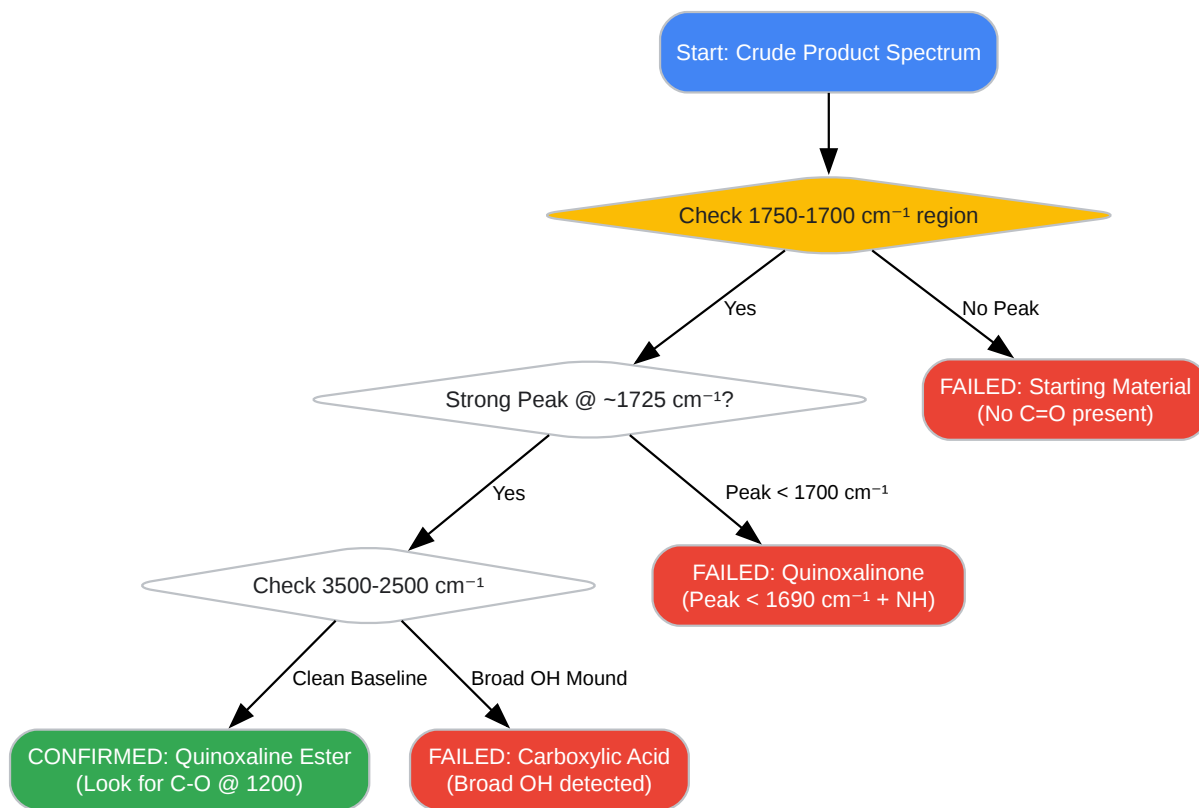 Start: Crude Product Spectrum
Check 1750-1700 cm⁻¹ region
Yes
No Peak
Strong Peak @ ~1725 cm⁻¹?
FAILED: Starting Material
(No C=O present)
Yes
Peak < 1700 cm⁻¹
Check 3500-2500 cm⁻¹
FAILED: Quinoxalinone
(Peak < 1690 cm⁻¹ + NH)
Clean Baseline
Broad OH Mound
CONFIRMED: Quinoxaline Ester
(Look for C-O @ 1200)
FAILED: Carboxylic Acid
(Broad OH detected)